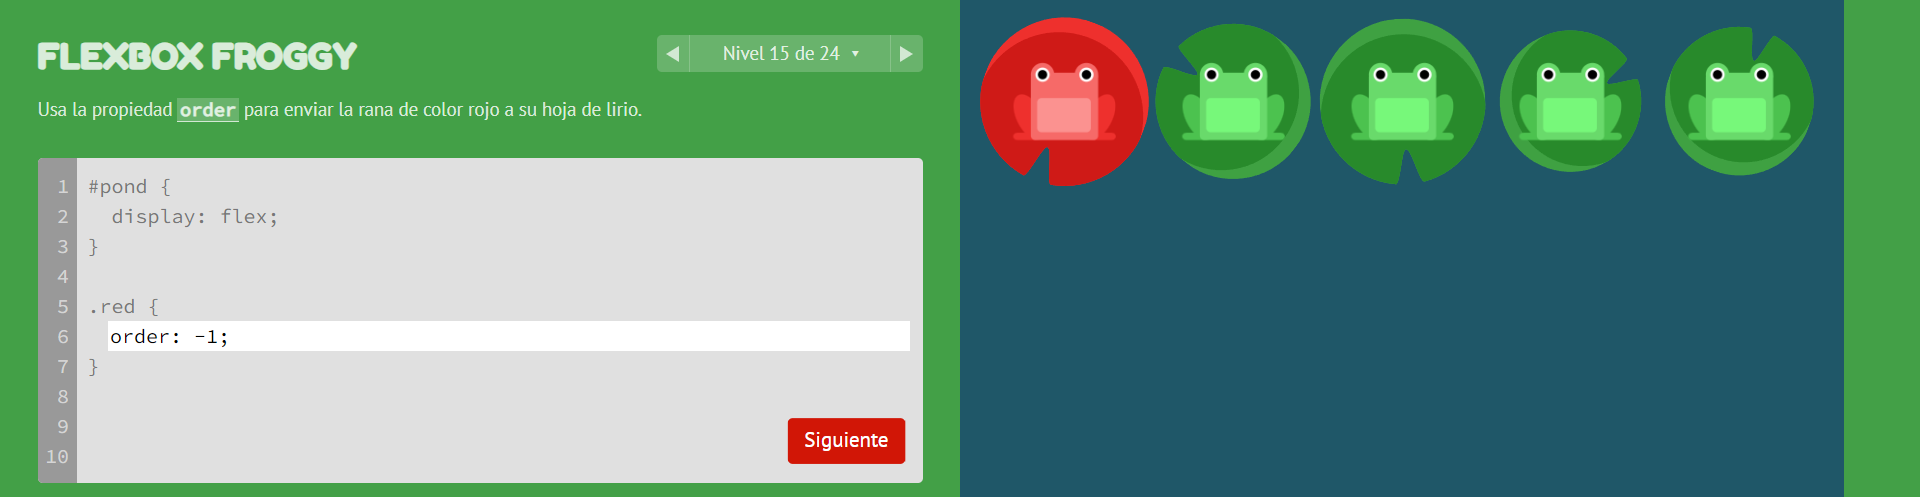 FLEXBOX FROGGY
Nivel 15 de 24
Usa la propiedad order para enviar la rana de color rojo a su hoja de lirio.
1 #pond {
2 display: flex;
3 }
4
5 .red {
6 order: -1;
7 }
8
9
10
Siguiente